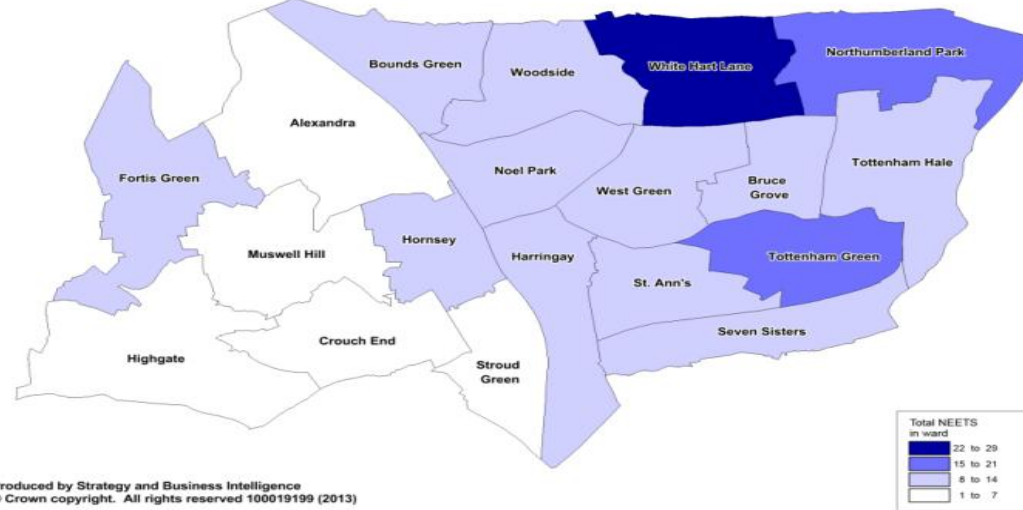 Bounds Green
Woodside
White Hart Lane
Northumberland Park
Alexandra
Fortis Green
Noel Park
West Green
Bruce
Grove
Tottenham Hale
Muswell Hill
Hornsey
Harringay
St. Ann's
Tottenham Green
Seven Sisters
Highgate
Crouch End
Stroud
Green
Total NEETS
in ward
22 to 29
15 to 21
8 to 14
1 to 7
roduced by Strategy and Business Intelligence
Crown copyright. All rights reserved 100019199 (2013)